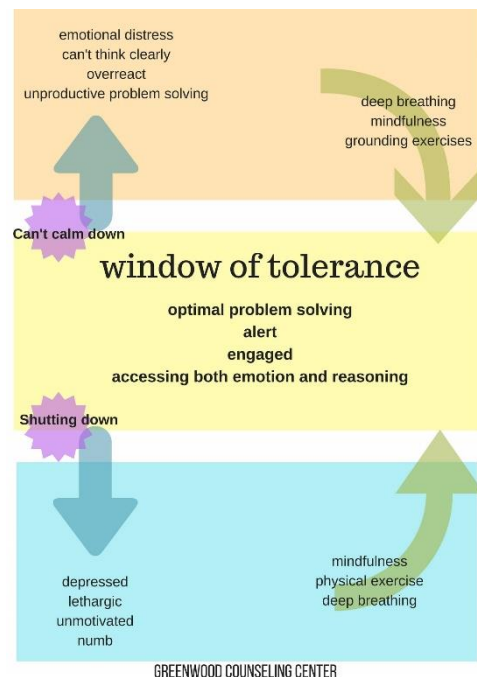 emotional distress
can't think clearly
overreact
unproductive problem solving
deep breathing
mindfulness
grounding exercises
Can't calm down
window of tolerance
optimal problem solving
alert
engaged
accessing both emotion and reasoning
Shutting down
depressed
lethargic
unmotivated
numb
mindfulness
physical exercise
deep breathing
GREENWOOD COUNSELING CENTER